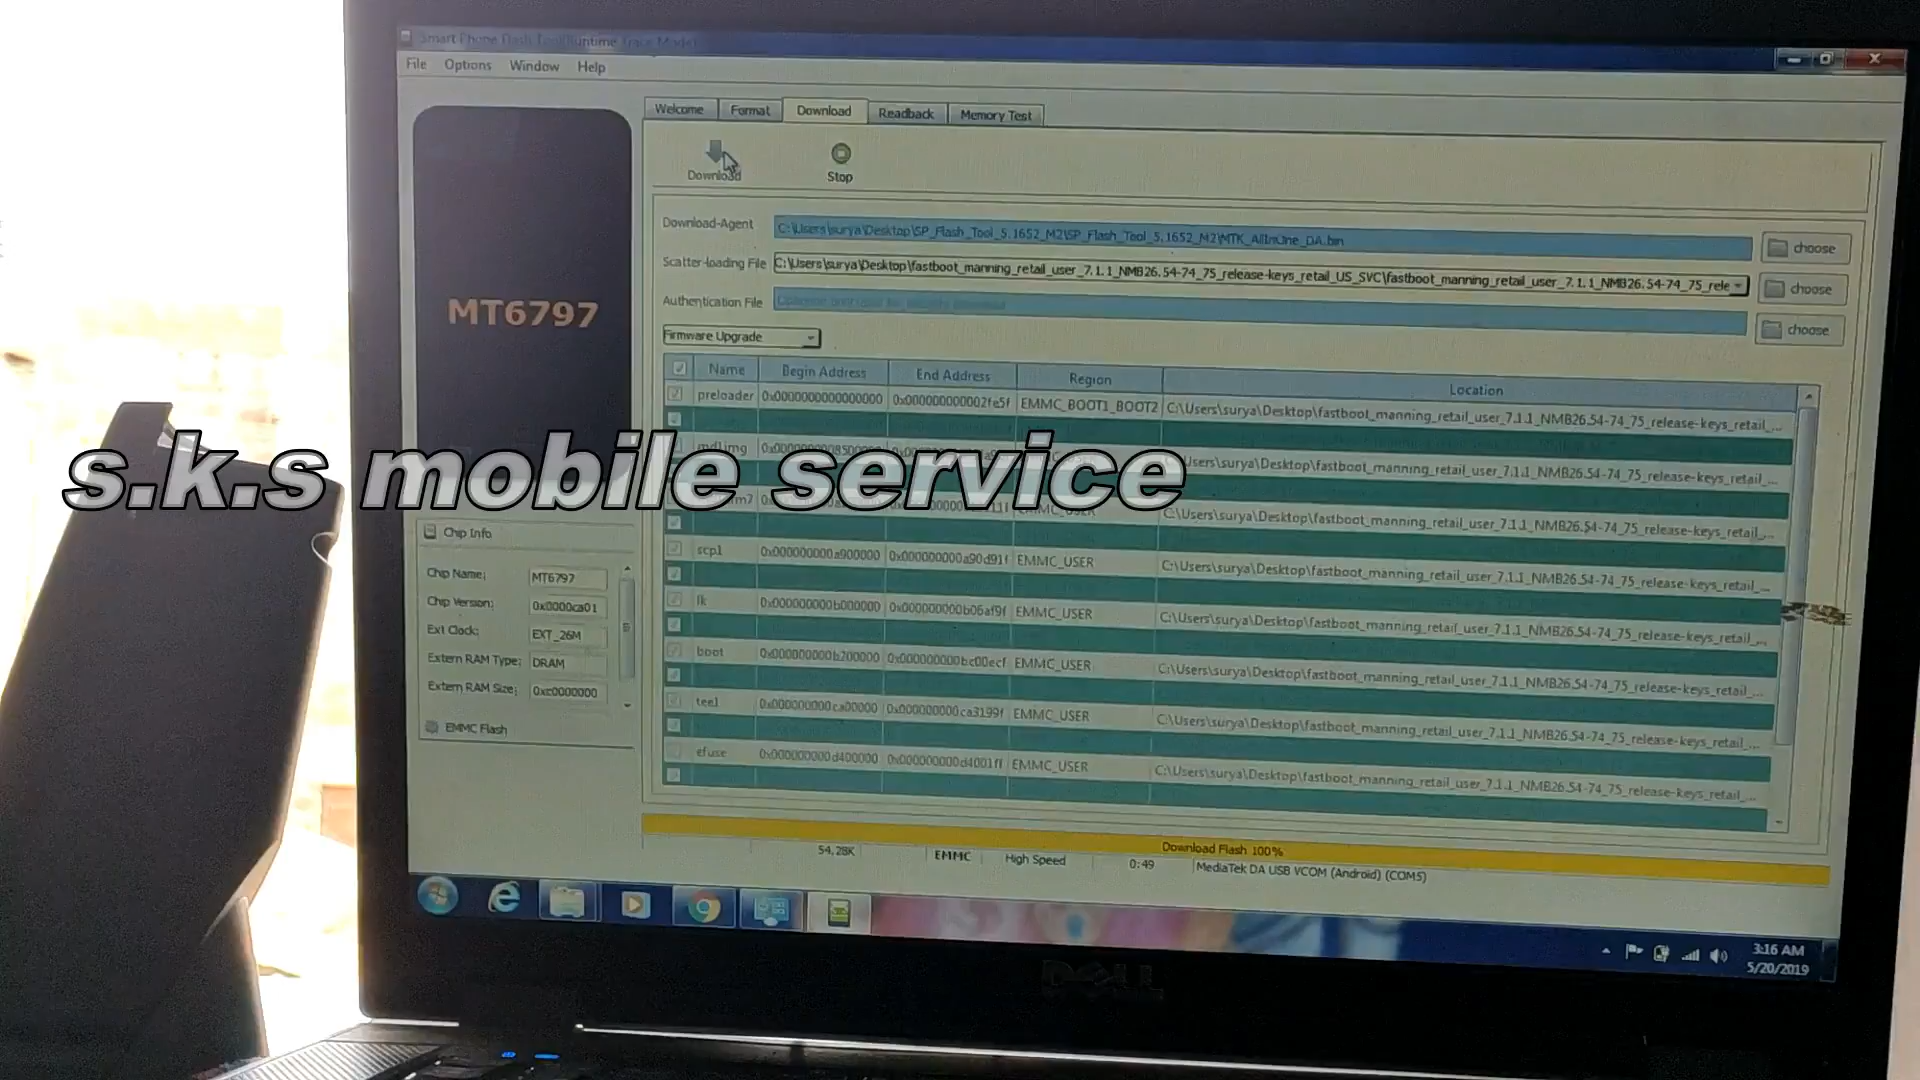 Smart Phone Flash Tool(Runtime Trace Mode)
File Options Window Help
Welcome Format Download Readback Memory Test
Download Stop
Download-Agent C:\Users\surya\Desktop\SP_Flash_Tool_5.1652_M2\SP_Flash_Tool_5.1652_M2\MTK_AllInOne_DA.bin choose
Scatter-loading File C:\Users\surya\Desktop\fastboot_manning_retail_user_7.1.1_NMB26.54-74_75_release-keys_retail_US_SVC\fastboot_manning_retail_user_7.1.1_NMB26.54-74_75_rele choose
Authentication File choose
MT6797
Firmware Upgrade
Name Begin Address End Address Region Location
preloader 0x0000000000000000 0x000000000002fe5f EMMC_BOOT1_BOOT2 C:\Users\surya\Desktop\fastboot_manning_retail_user_7.1.1_NMB26.54-74_75_release-keys_retail_...
md1img \Users\surya\Desktop\fastboot_manning_retail_user_7.1.1_NMB26.54-74_75_release-keys_retail_...
s.k.s mobile service
C:\Users\surya\Desktop\fastboot_manning_retail_user_7.1.1_NMB26.54-74_75_release-keys_retail_...
scp1 0x000000000a900000 0x000000000a90d91f EMMC_USER C:\Users\surya\Desktop\fastboot_manning_retail_user_7.1.1_NMB26.54-74_75_release-keys_retail_...
lk 0x000000000b000000 0x000000000b06af9f EMMC_USER C:\Users\surya\Desktop\fastboot_manning_retail_user_7.1.1_NMB26.54-74_75_release-keys_retail_...
boot 0x000000000b200000 0x000000000bc00ecf EMMC_USER C:\Users\surya\Desktop\fastboot_manning_retail_user_7.1.1_NMB26.54-74_75_release-keys_retail_...
tee1 0x000000000ca00000 0x000000000ca3199f EMMC_USER C:\Users\surya\Desktop\fastboot_manning_retail_user_7.1.1_NMB26.54-74_75_release-keys_retail_...
efuse 0x000000000d400000 0x000000000d4001ff EMMC_USER C:\Users\surya\Desktop\fastboot_manning_retail_user_7.1.1_NMB26.54-74_75_release-keys_retail_...
Chip Info
Chip Name: MT6797
Chip Version: 0x0000ca01
Ext Clock: EXT_26M
Extern RAM Type: DRAM
Extern RAM Size: 0xc0000000
EMMC Flash
Download Flash 100%
54.28K EMMC High Speed 0:49 MediaTek DA USB VCOM (Android) (COM5)
3:16 AM
5/20/2019
DELL